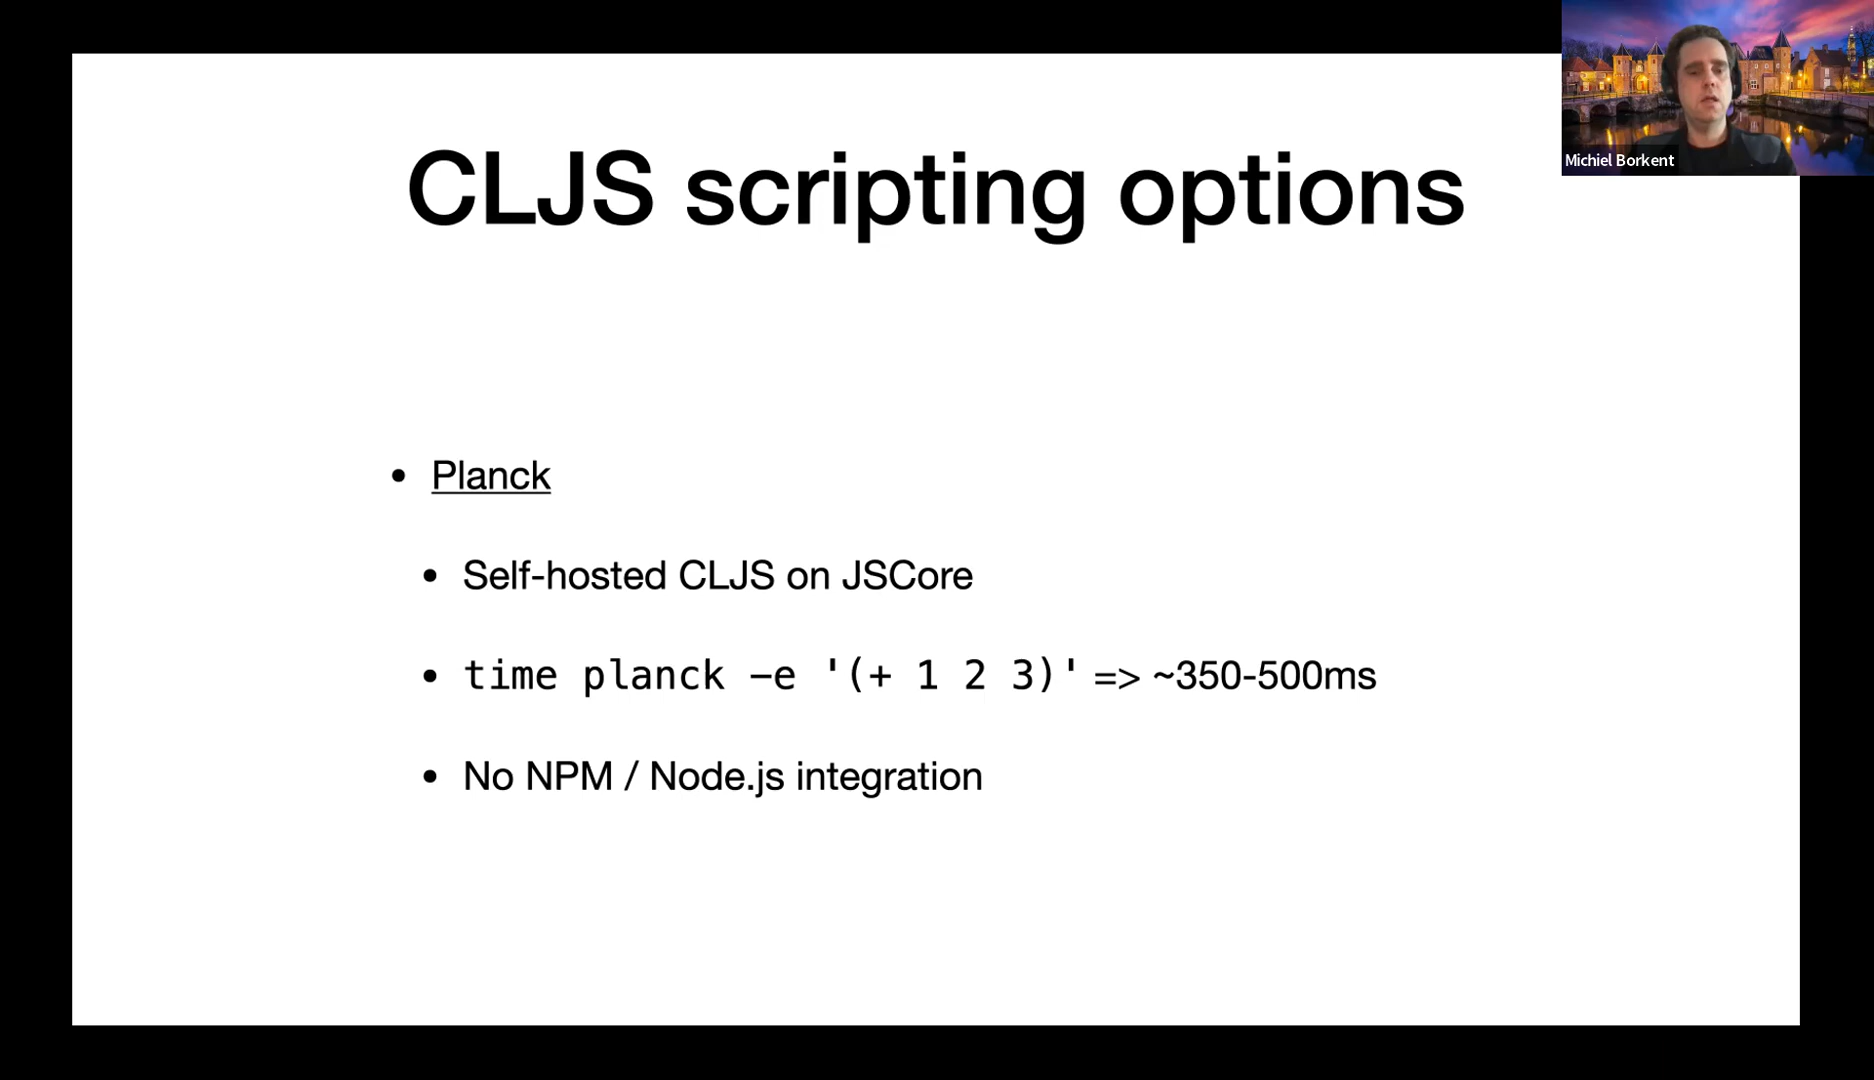 CLJS scripting options
Michiel Borkent
• Planck
• Self-hosted CLJS on JSCore
• time planck -e '(+ 1 2 3)' => ~350-500ms
• No NPM / Node.js integration